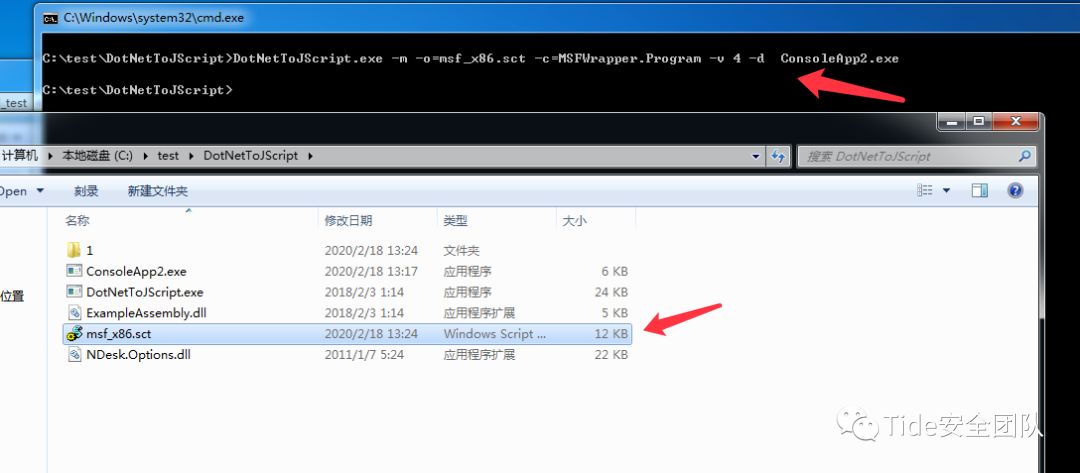 C:\Windows\system32\cmd.exe
C:\test\DotNetToJScript>DotNetToJScript.exe -m -o=msf_x86.sct -c=MSFWrapper.Program -v 4 -d ConsoleApp2.exe
C:\test\DotNetToJScript>
_test
计算机 本地磁盘 (C:) test DotNetToJScript 搜索 DotNetToJScript
Open 刻录 新建文件夹
名称 修改日期 类型 大小
1 2020/2/18 13:24 文件夹
ConsoleApp2.exe 2020/2/18 13:17 应用程序 6 KB
DotNetToJScript.exe 2018/2/3 1:14 应用程序 24 KB
位置
ExampleAssembly.dll 2018/2/3 1:14 应用程序扩展 5 KB
msf_x86.sct 2020/2/18 13:24 Windows Script ... 12 KB
NDesk.Options.dll 2011/1/7 5:24 应用程序扩展 22 KB
Tide安全团队